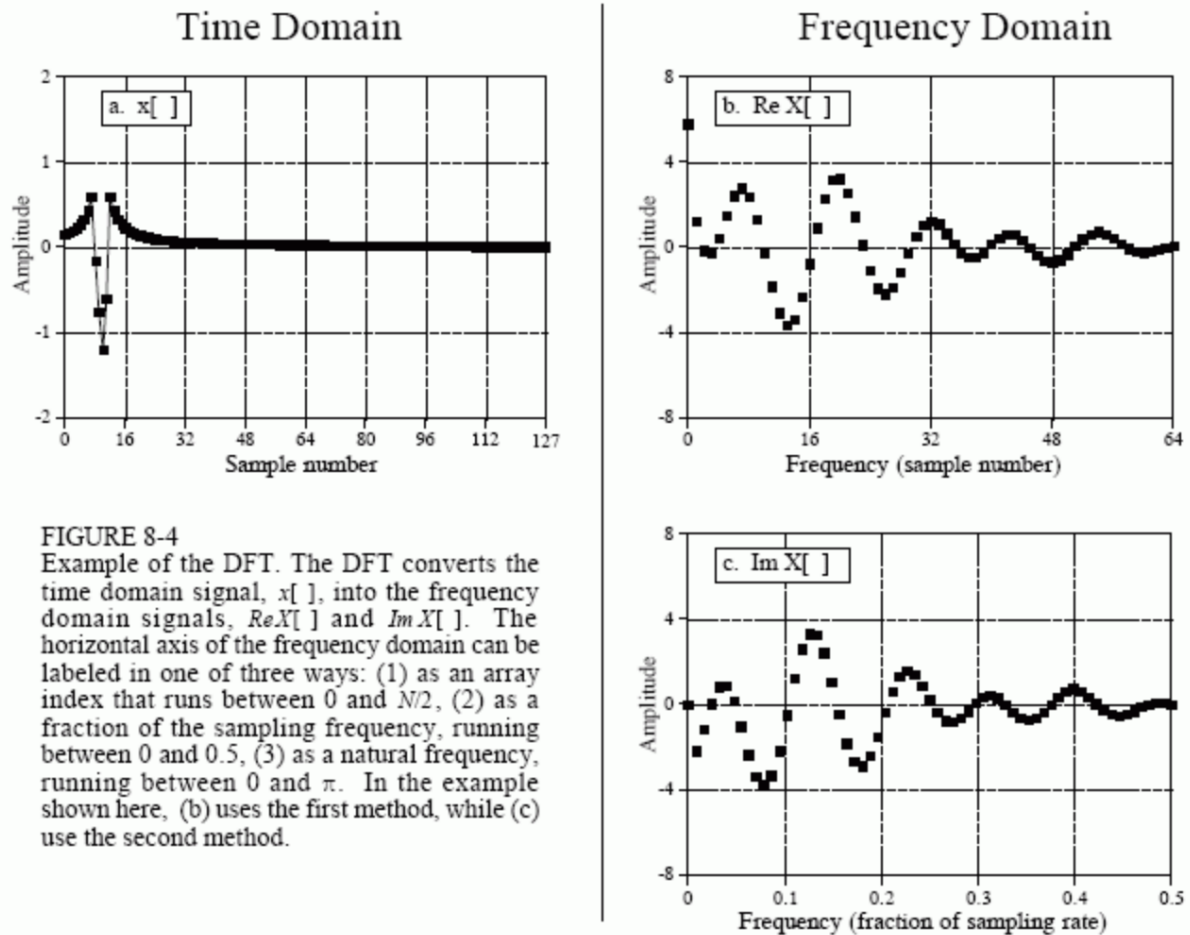 Time Domain
Frequency Domain
a. x[ ]
2
1
0
-1
-2
Amplitude
0 16 32 48 64 80 96 112 127
Sample number
b. Re X[ ]
8
4
0
-4
-8
Amplitude
0 16 32 48 64
Frequency (sample number)
FIGURE 8-4
Example of the DFT. The DFT converts the
time domain signal, x[ ], into the frequency
domain signals, ReX[ ] and ImX[ ]. The
horizontal axis of the frequency domain can be
labeled in one of three ways: (1) as an array
index that runs between 0 and N/2, (2) as a
fraction of the sampling frequency, running
between 0 and 0.5, (3) as a natural frequency,
running between 0 and π. In the example
shown here, (b) uses the first method, while (c)
use the second method.
c. Im X[ ]
8
4
0
-4
-8
Amplitude
0 0.1 0.2 0.3 0.4 0.5
Frequency (fraction of sampling rate)